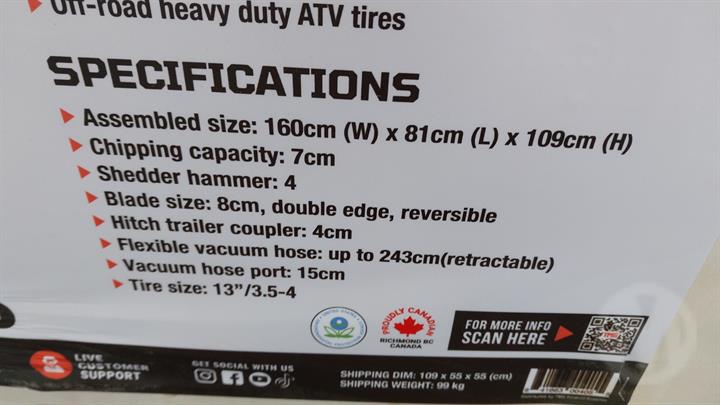 Off-road heavy duty ATV tires
SPECIFICATIONS
Assembled size: 160cm (W) x 81cm (L) x 109cm (H)
Chipping capacity: 7cm
Shedder hammer: 4
Blade size: 8cm, double edge, reversible
Hitch trailer coupler: 4cm
Flexible vacuum hose: up to 243cm(retractable)
Vacuum hose port: 15cm
Tire size: 13”/3.5-4
PROUDLY CANADIAN
RICHMOND BC
CANADA
FOR MORE INFO
SCAN HERE
LIVE
CUSTOMER
SUPPORT
GET SOCIAL WITH US
SHIPPING DIM: 109 x 55 x 55 (cm)
SHIPPING WEIGHT: 99 kg